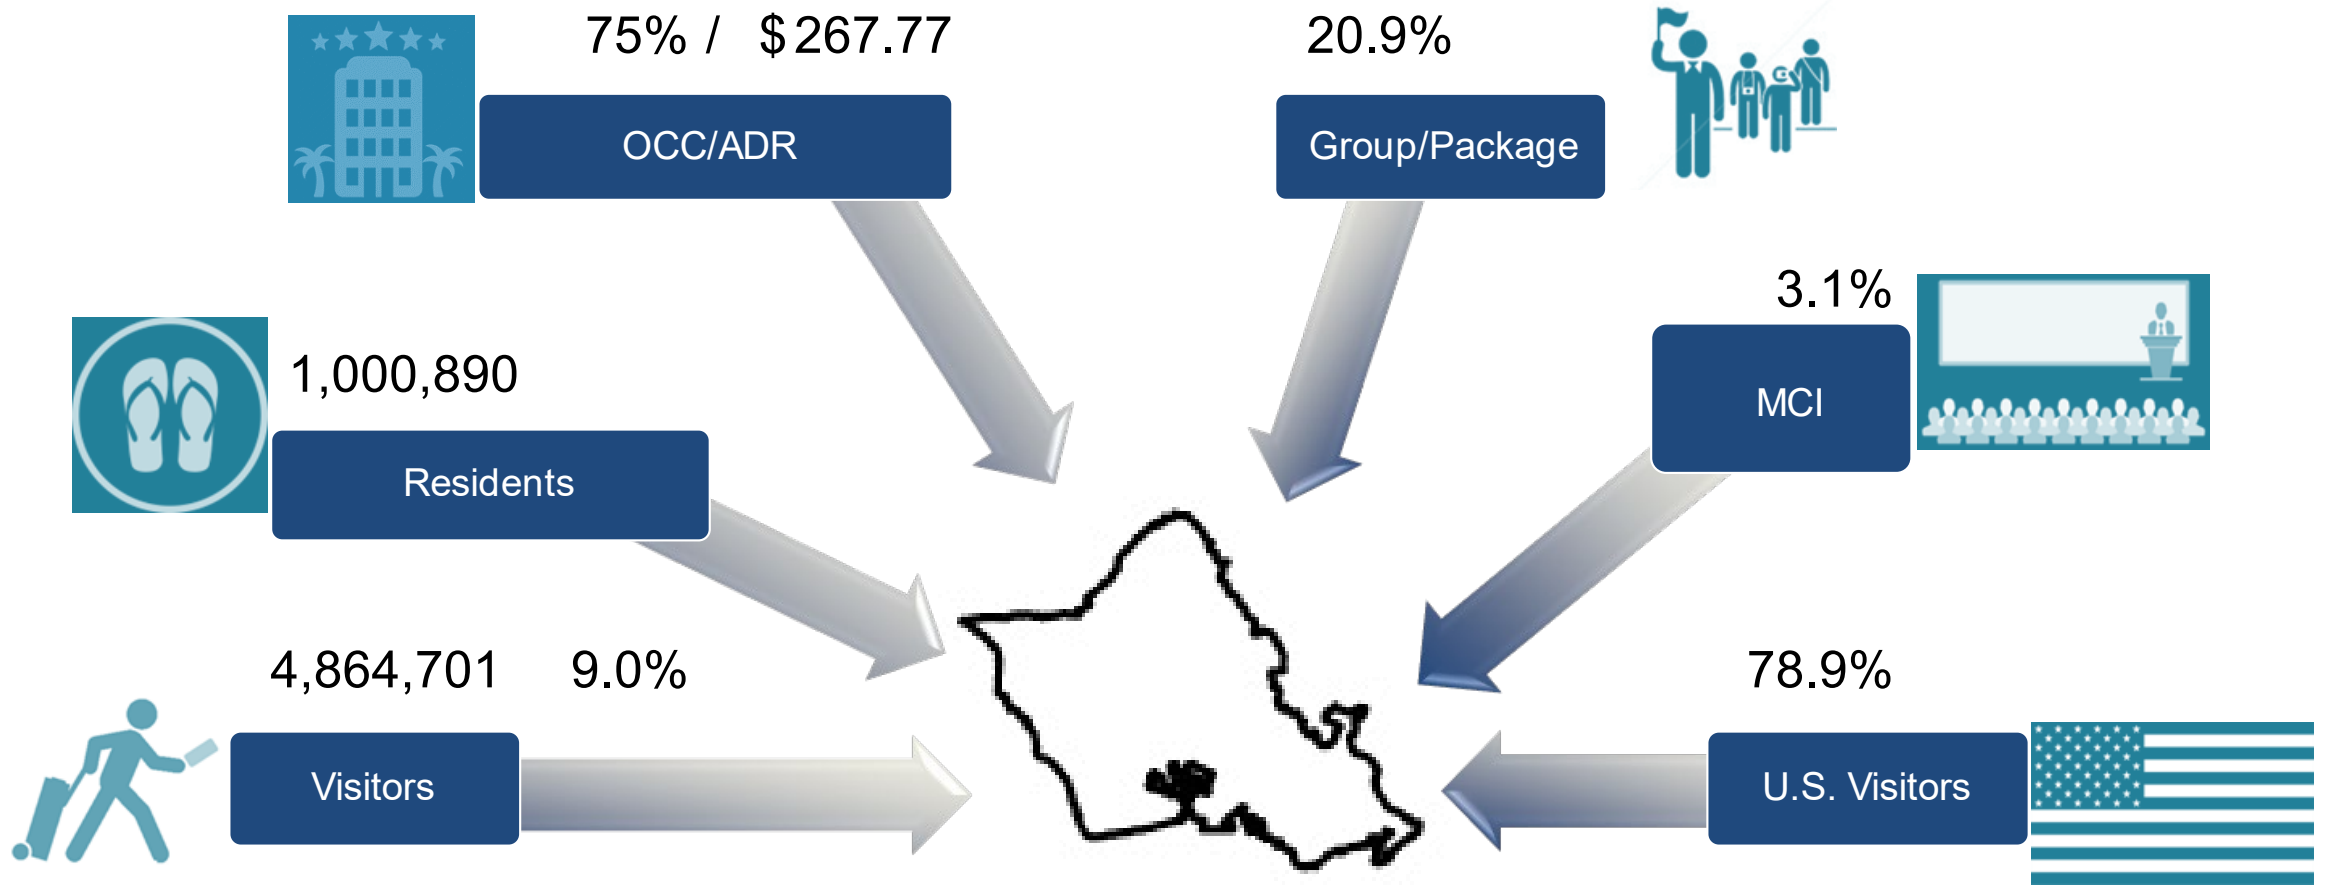 75% / $267.77
OCC/ADR
20.9%
Group/Package
3.1%
MCI
1,000,890
Residents
4,864,701 9.0%
Visitors
78.9%
U.S. Visitors